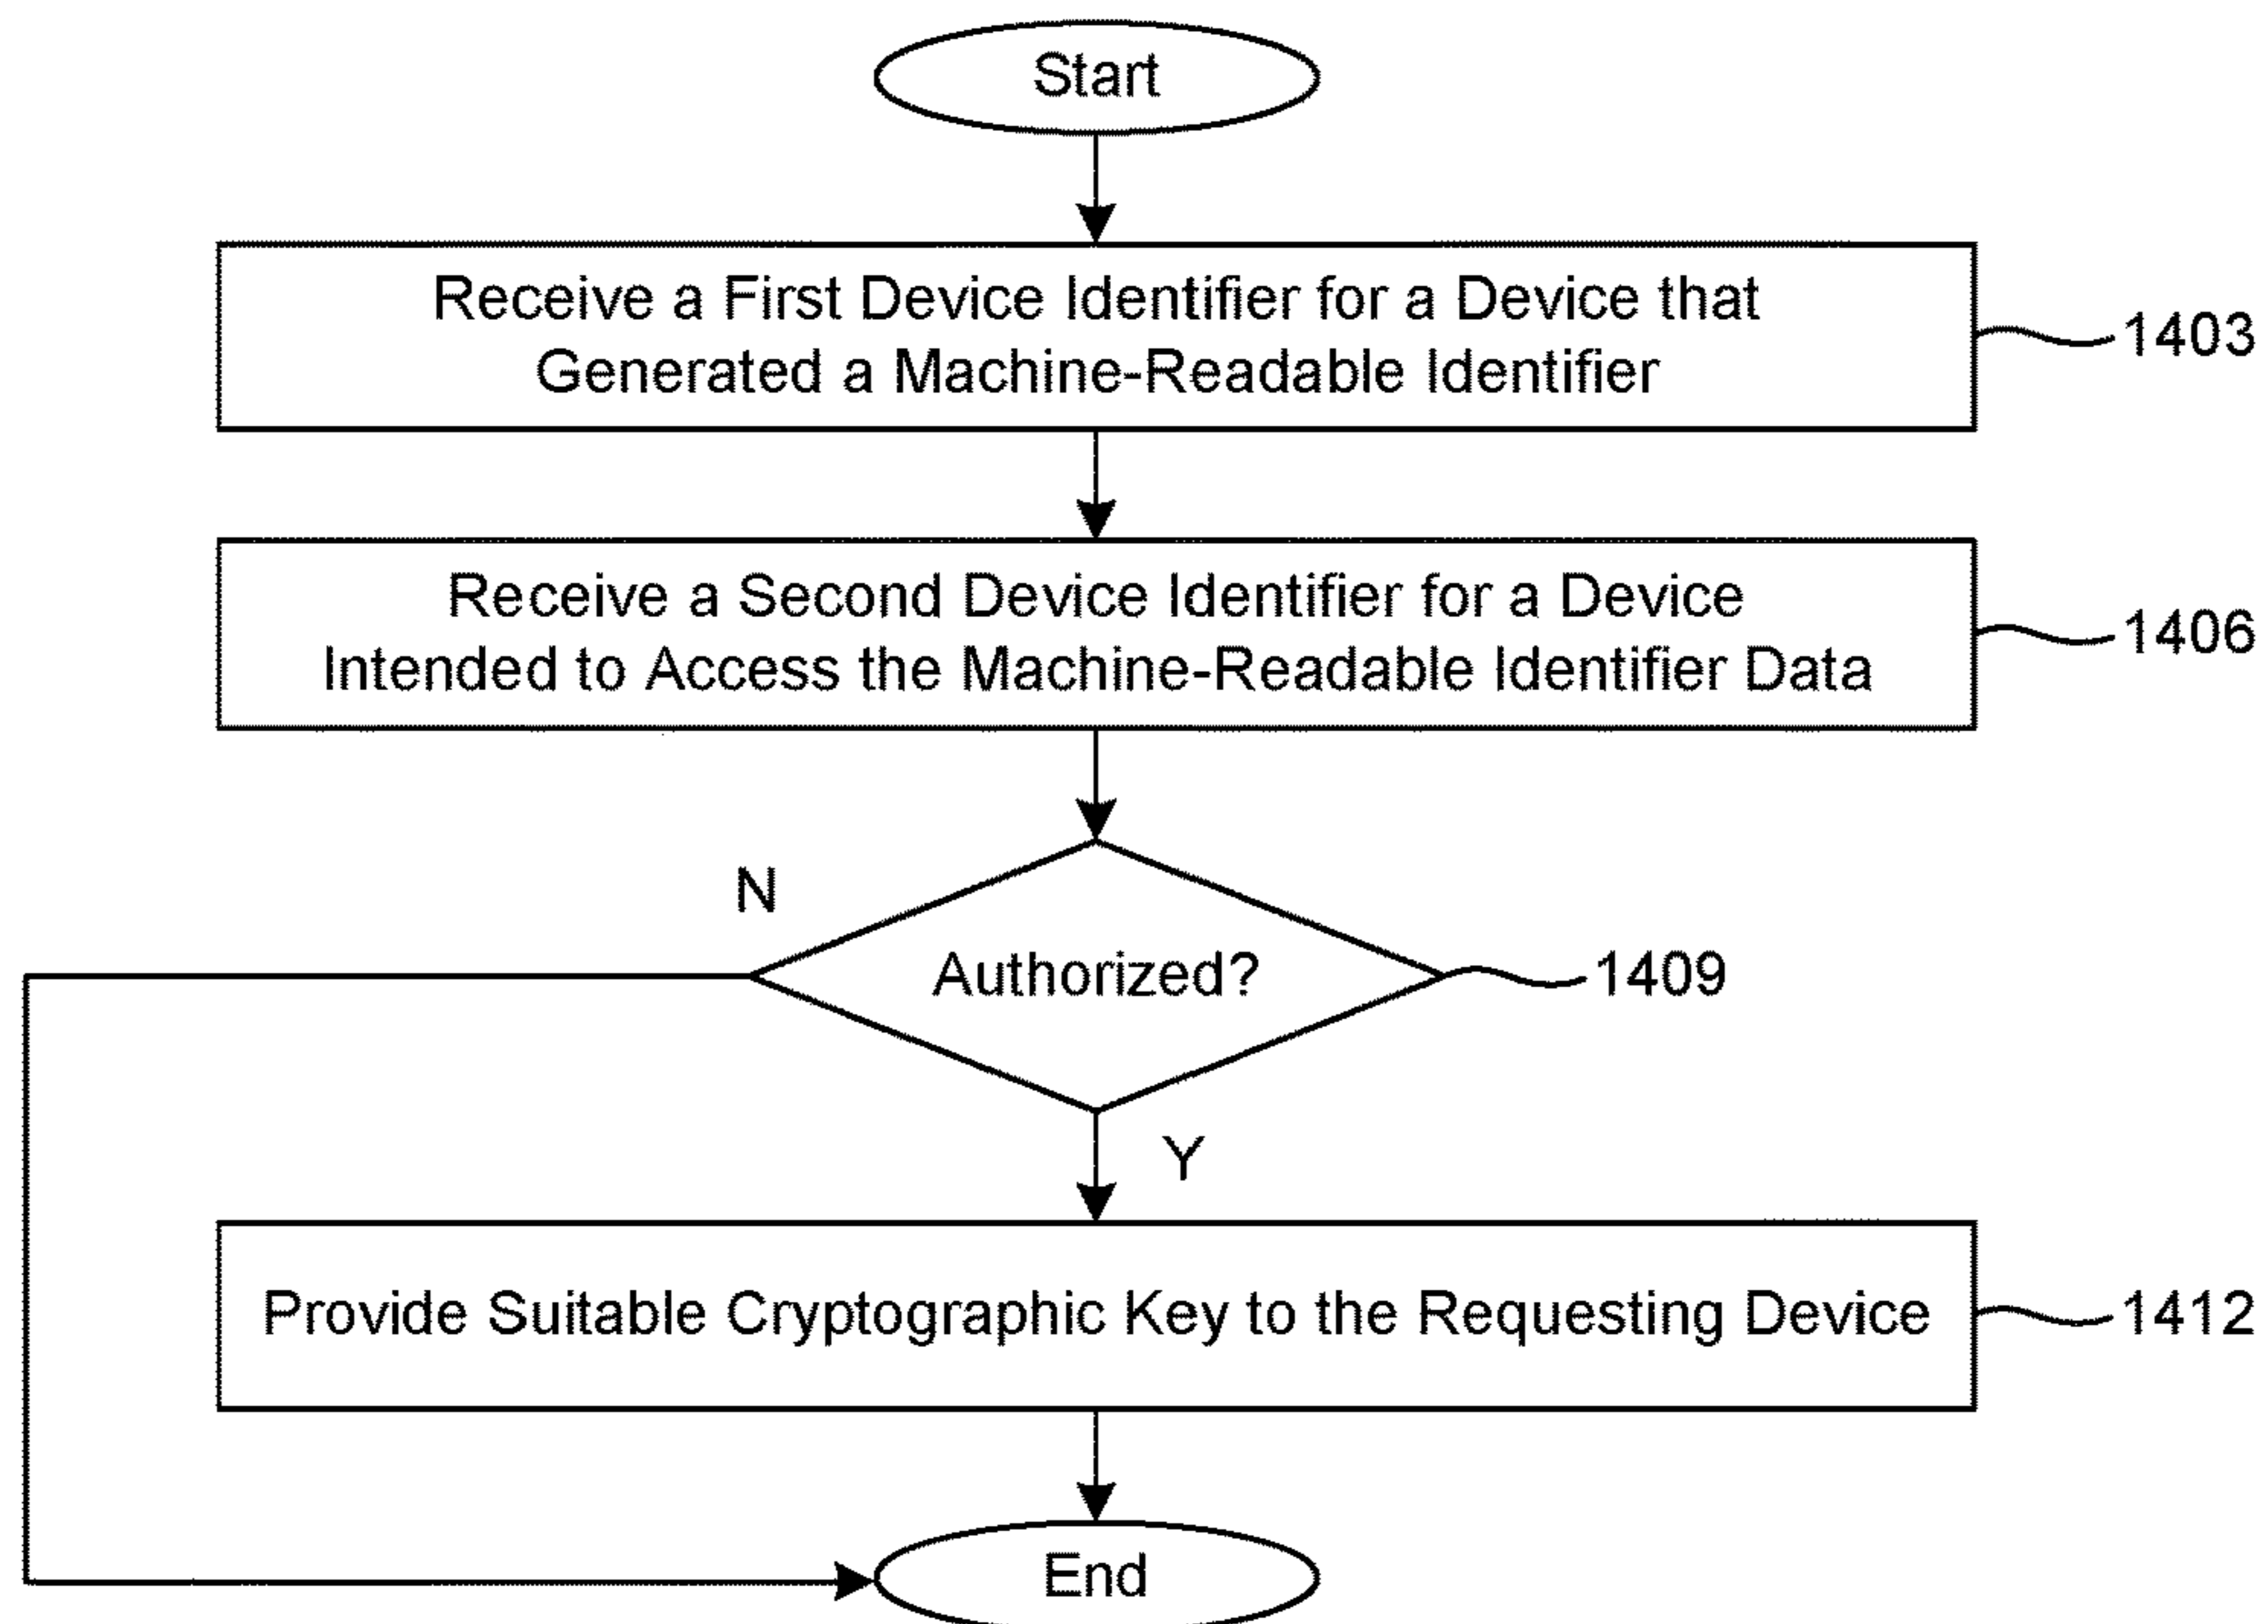 Start
Receive a First Device Identifier for a Device that
Generated a Machine-Readable Identifier
1403
Receive a Second Device Identifier for a Device
Intended to Access the Machine-Readable Identifier Data
1406
N
Authorized?
1409
Y
Provide Suitable Cryptographic Key to the Requesting Device
1412
End